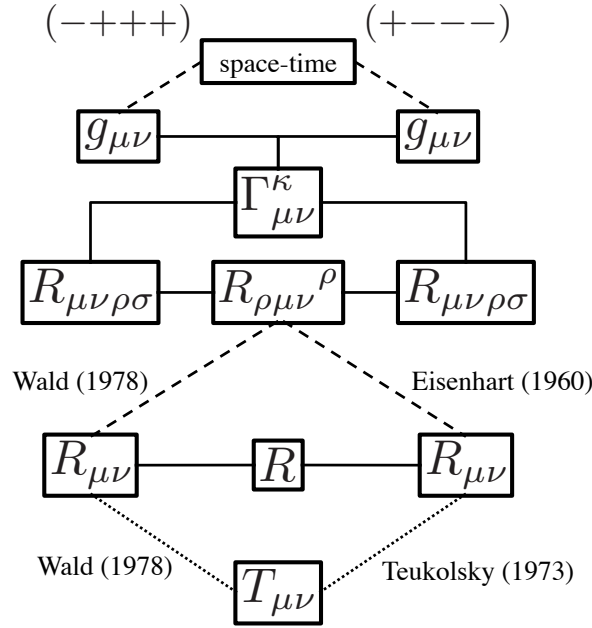 (−+++) (+−−−)
space-time
g_{μν} g_{μν}
Γ^κ_{μν}
R_{μνρσ} R_{ρμν}{}^ρ R_{μνρσ}
Wald (1978) Eisenhart (1960)
R_{μν} R R_{μν}
Wald (1978) Teukolsky (1973)
T_{μν}